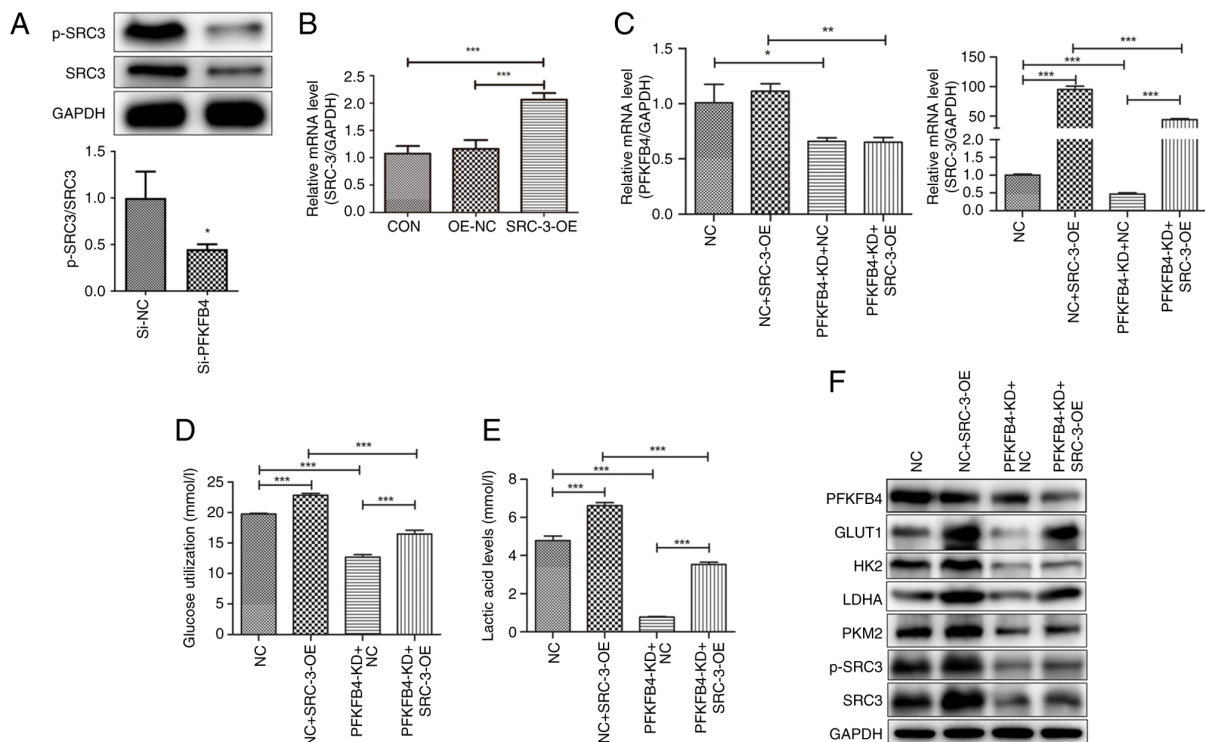 A
p-SRC3
SRC3
GAPDH
p-SRC3/SRC3
1.5
1.0
0.5
0.0
*
Si-NC
Si-PFKFB4
B
Relative mRNA level
(SRC-3/GAPDH)
2.5
2.0
1.5
1.0
0.5
0.0
***
***
CON OE-NC SRC-3-OE
C
Relative mRNA level
(PFKFB4/GAPDH)
1.5
1.0
0.5
0.0
**
*
NC
NC+SRC-3-OE
PFKFB4-KD+NC
PFKFB4-KD+
SRC-3-OE
Relative mRNA level
(SRC-3/GAPDH)
100
75
50
2.0
1.5
1.0
0.5
0.0
***
***
***
***
NC
NC+SRC-3-OE
PFKFB4-KD+NC
PFKFB4-KD+
SRC-3-OE
D
Glucose utilization (mmol/l)
25
20
15
10
5
0
***
***
***
***
NC
NC+SRC-3-OE
PFKFB4-KD+
NC
PFKFB4-KD+
SRC-3-OE
E
Lactic acid levels (mmol/l)
8
6
4
2
0
***
***
***
***
NC
NC+SRC-3-OE
PFKFB4-KD+
NC
PFKFB4-KD+
SRC-3-OE
F
NC
NC+SRC-3-OE
PFKFB4-KD+
NC
PFKFB4-KD+
SRC-3-OE
PFKFB4
GLUT1
HK2
LDHA
PKM2
p-SRC3
SRC3
GAPDH